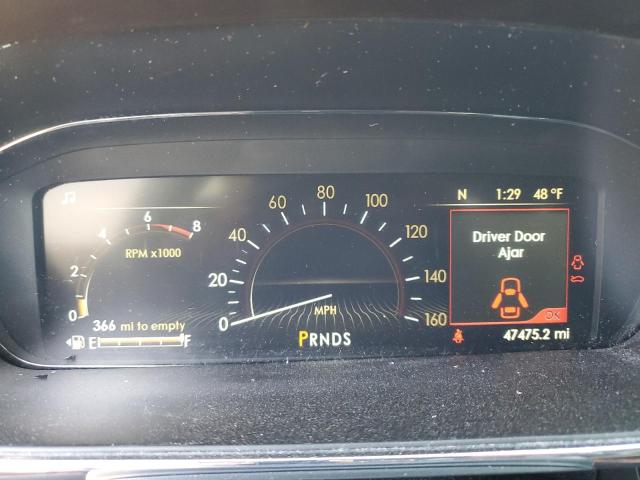 N 1:29 48 °F
0 2 4 6 8
RPM x1000
366 mi to empty
E F
0 20 40 60 80 100 120 140 160
MPH
PRNDS
Driver Door
Ajar
OK
47475.2 mi